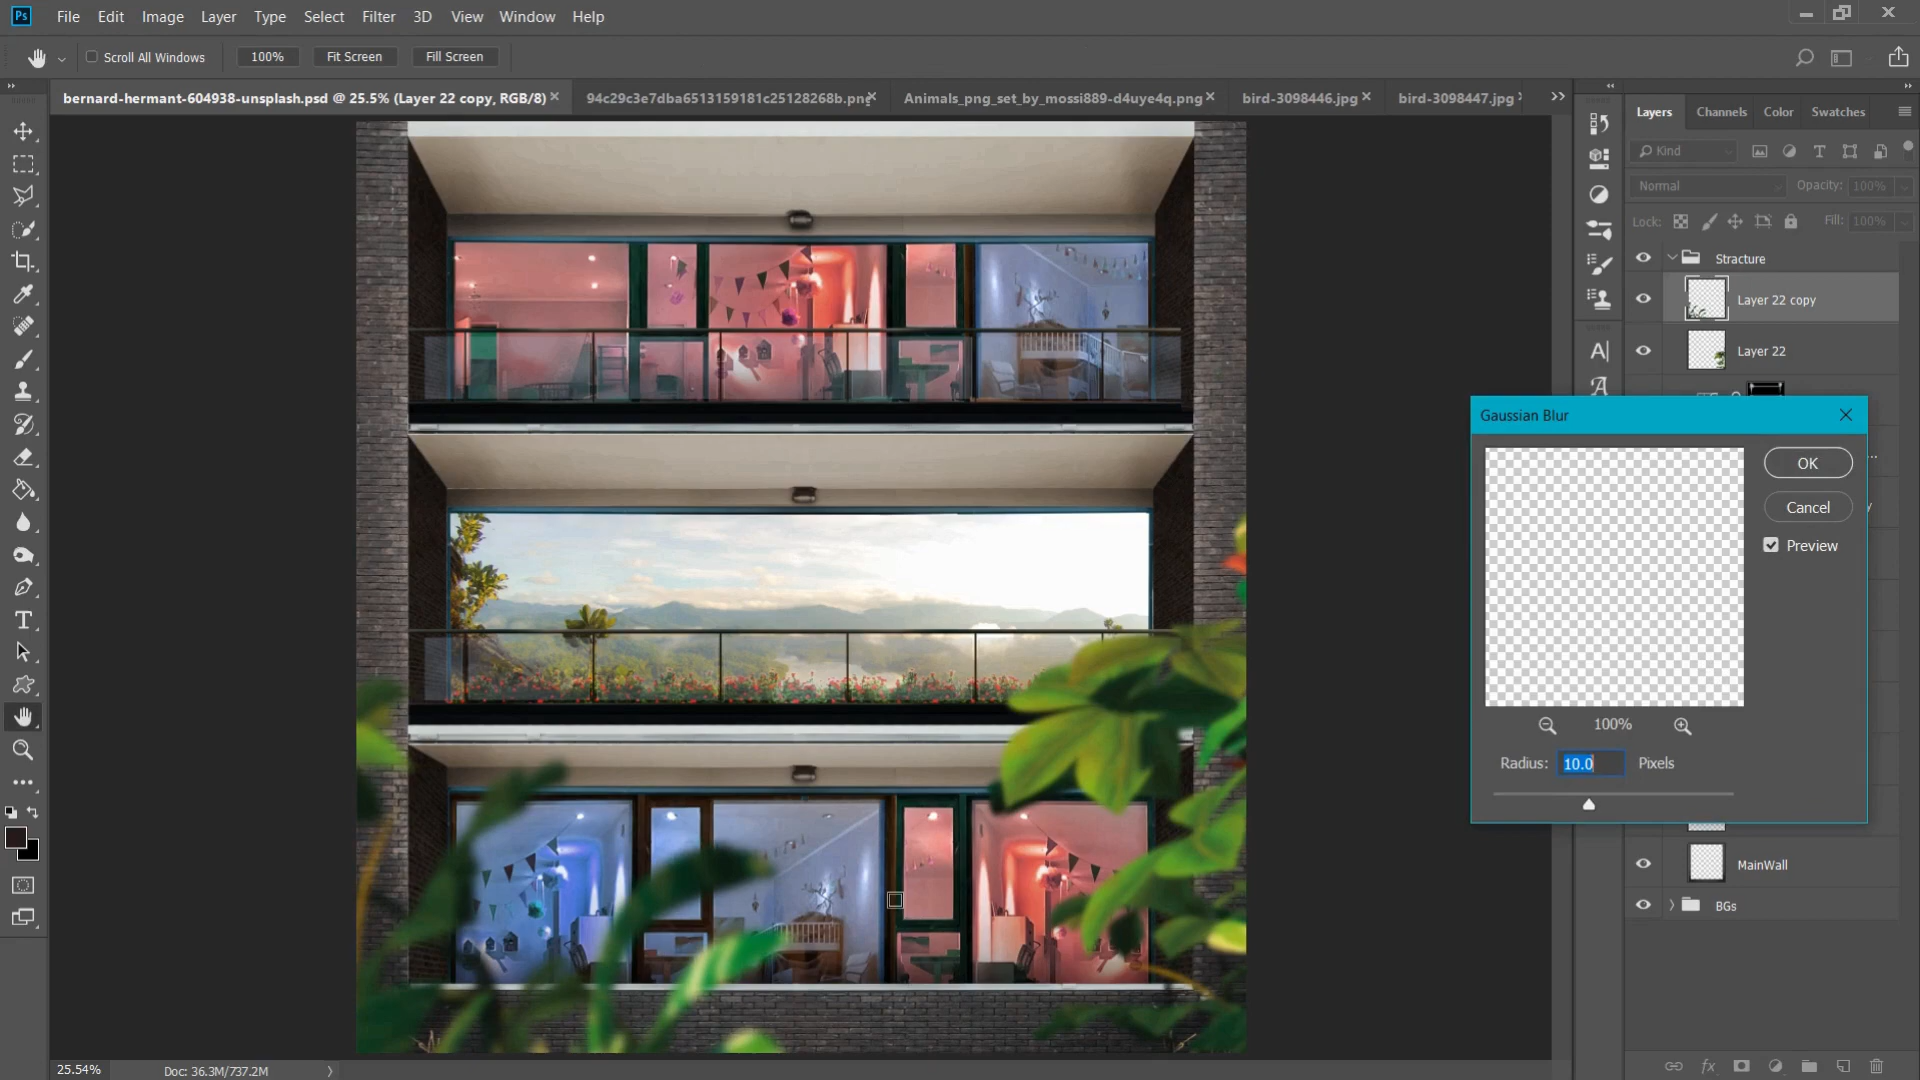 Ps File Edit Image Layer Type Select Filter 3D View Window Help
Scroll All Windows 100% Fit Screen Fill Screen
bernard-hermant-604938-unsplash.psd @ 25.5% (Layer 22 copy, RGB/8) 94c29c3e7dba6513159181c25128268b.png Animals_png_set_by_mossi889-d4uye4q.png bird-3098446.jpg bird-3098447.jpg
Layers Channels Color Swatches
Kind
Normal Opacity: 100%
Lock: Fill: 100%
Stracture
Layer 22 copy
Layer 22
Gaussian Blur
OK
Cancel
Preview
100%
Radius: 10.0 Pixels
MainWall
BGs
25.54% Doc: 36.3M/737.2M